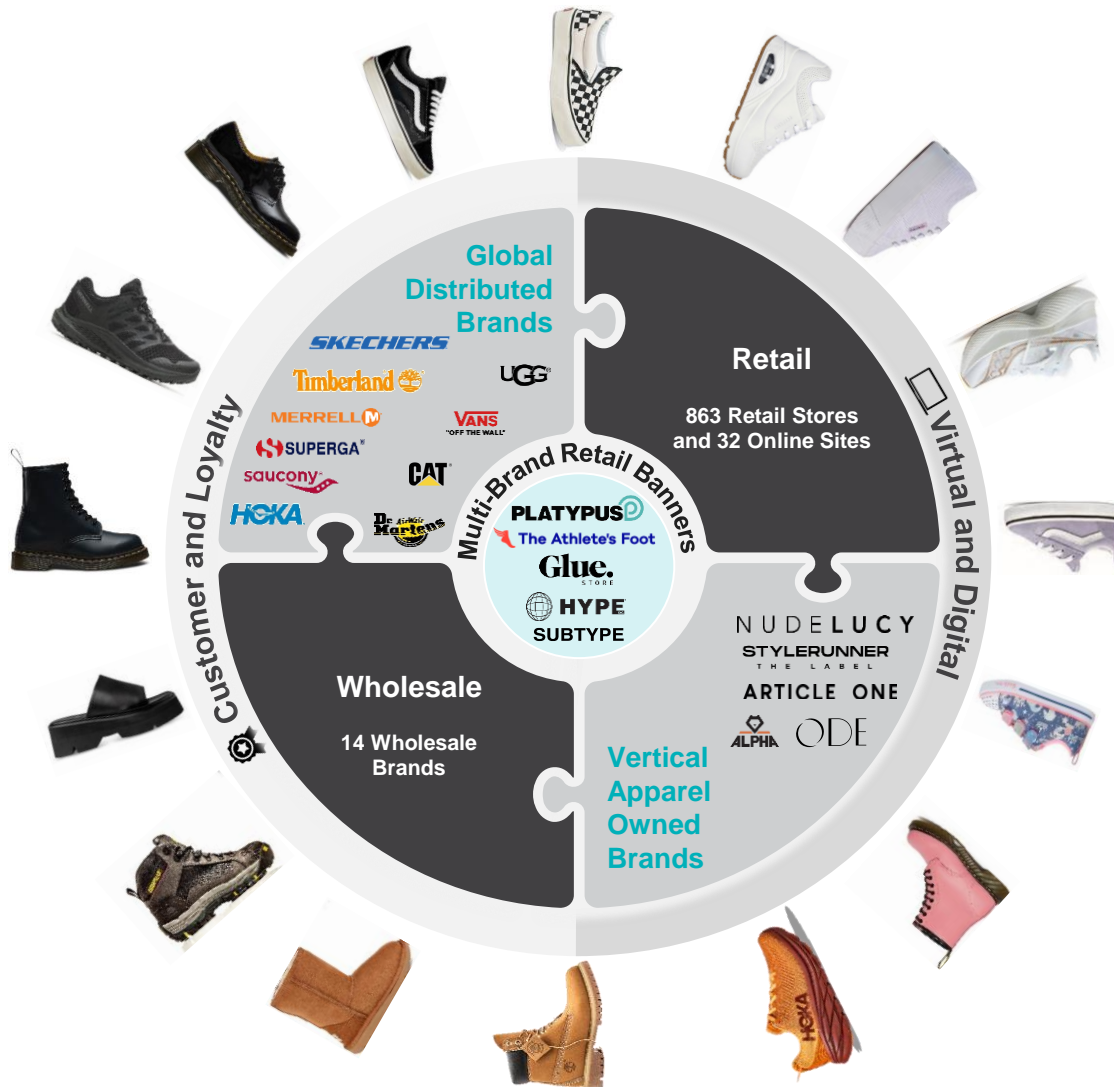 Global
Distributed
Brands
SKECHERS
Timberland
UGG®
MERRELL M
VANS
"OFF THE WALL"
SUPERGA®
saucony®
CAT®
HOKA
Dr. AirWair
Martens
Retail
863 Retail Stores
and 32 Online Sites
Customer and Loyalty
Virtual and Digital
Multi-Brand Retail Banners
PLATYPUS
The Athlete's Foot
Glue.
STORE
HYPE
SUBTYPE
Wholesale
14 Wholesale
Brands
NUDE LUCY
STYLERUNNER
THE LABEL
ARTICLE ONE
ALPHA
ODE
Vertical
Apparel
Owned
Brands
HOKA